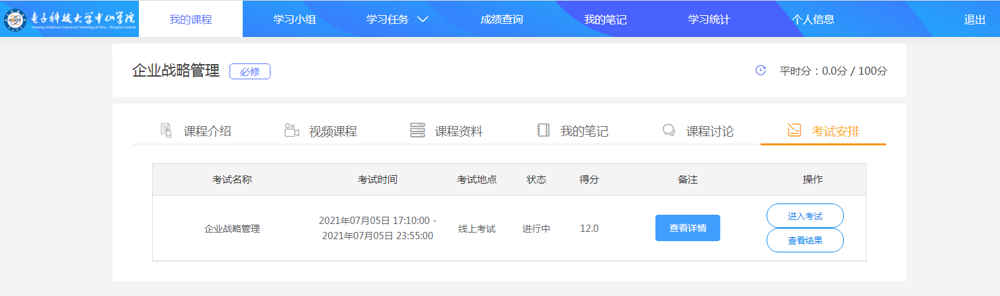 电子科技大学中山学院
University of Electronic Science and Technology of China, Zhongshan Institute
我的课程
学习小组
学习任务
成绩查询
我的笔记
学习统计
个人信息
退出
企业战略管理 必修
平时分：0.0分 / 100分
课程介绍
视频课程
课程资料
我的笔记
课程讨论
考试安排
考试名称 考试时间 考试地点 状态 得分 备注 操作
企业战略管理
2021年07月05日 17:10:00 -
2021年07月05日 23:55:00
线上考试
进行中
12.0
查看详情
进入考试
查看结果